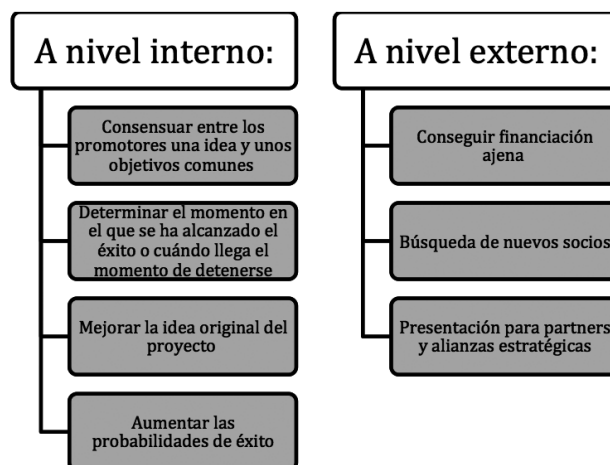 A nivel interno:
Consensuar entre los
promotores una idea y unos
objetivos comunes
Determinar el momento en
el que se ha alcanzado el
éxito o cuándo llega el
momento de detenerse
Mejorar la idea original del
proyecto
Aumentar las
probabilidades de éxito
A nivel externo:
Conseguir financiación
ajena
Búsqueda de nuevos socios
Presentación para partners
y alianzas estratégicas